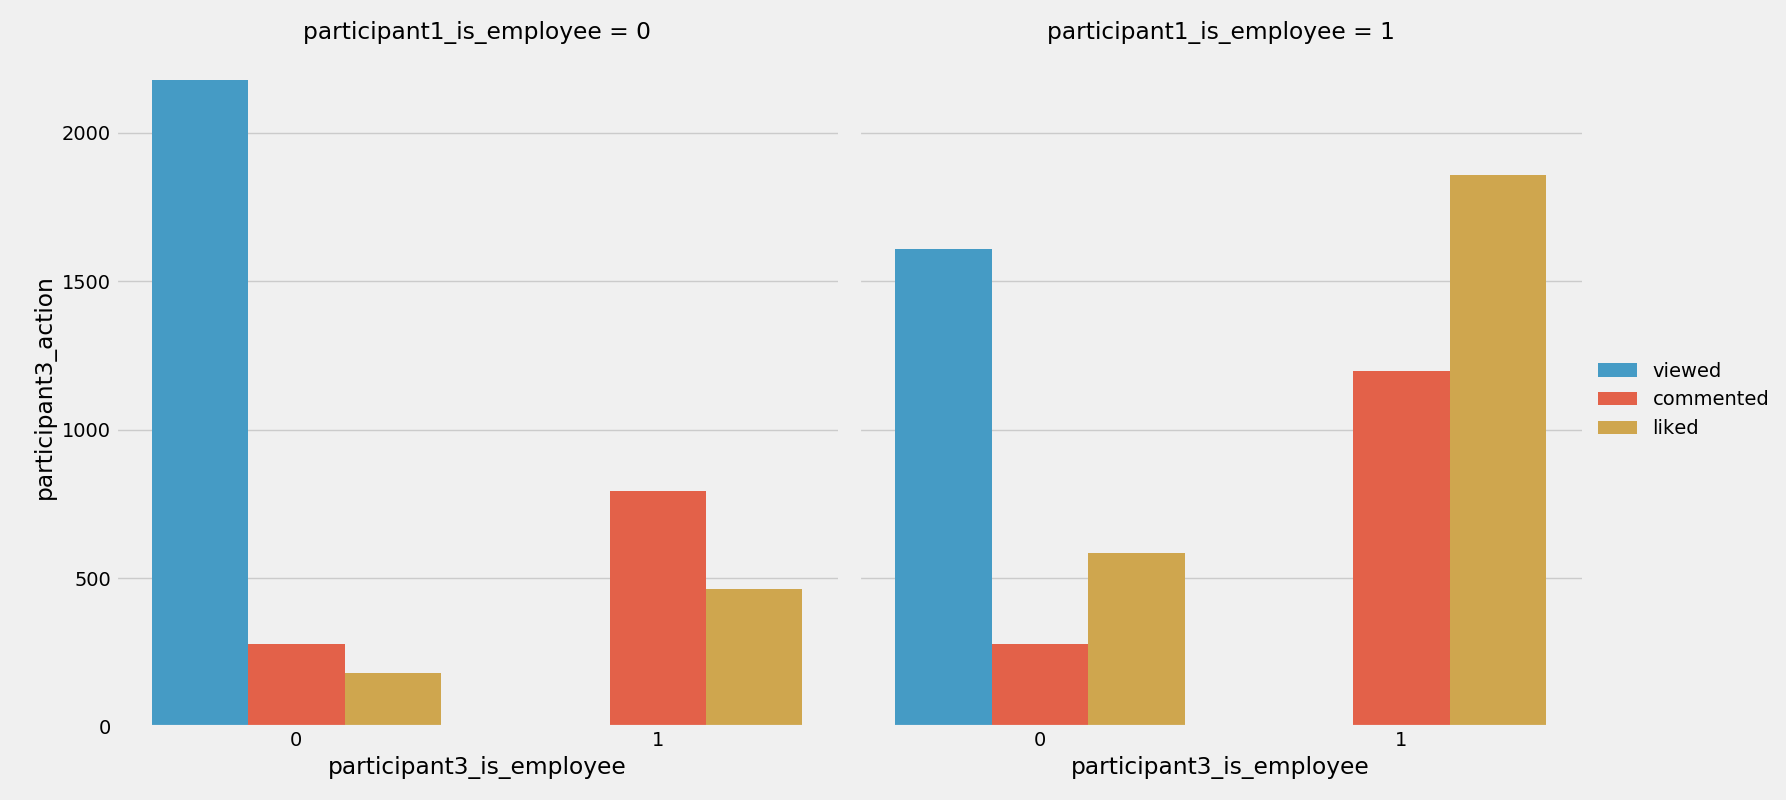 participant1_is_employee = 0
participant1_is_employee = 1
participant3_action
2000
1500
1000
500
0
0
1
participant3_is_employee
0
1
participant3_is_employee
viewed
commented
liked